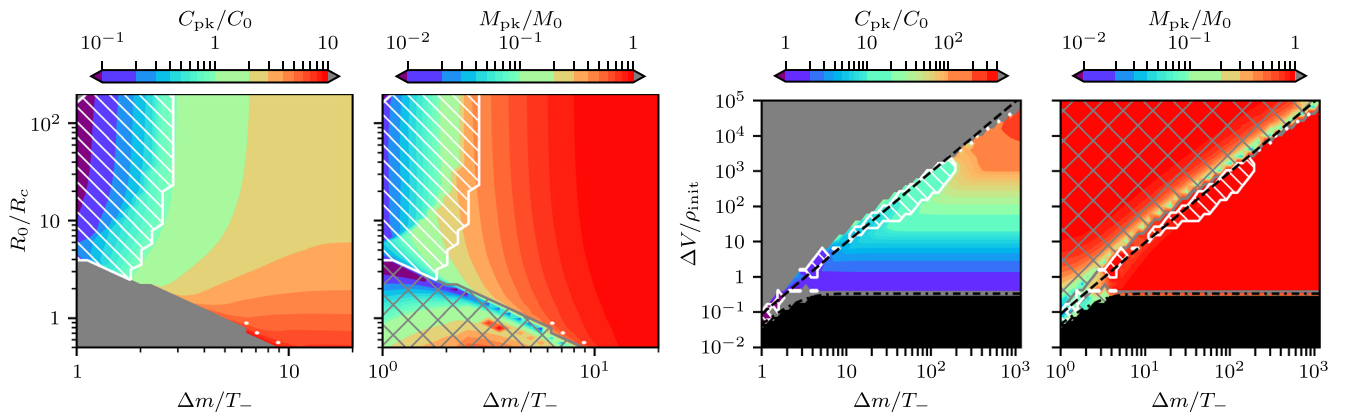 C_pk/C_0 M_pk/M_0 C_pk/C_0 M_pk/M_0
10^−1 1 10 10^−2 10^−1 1 1 10 10^2 10^−2 10^−1 1
10^2 10^5
10^4
10^3
10 10^2
10
1
1 10^−1
10^−2
R_0/R_c ΔV/ρ_init
1 10 10^0 10^1 1 10 10^2 10^3 10^0 10^1 10^2 10^3
Δm/T_− Δm/T_− Δm/T_− Δm/T_−